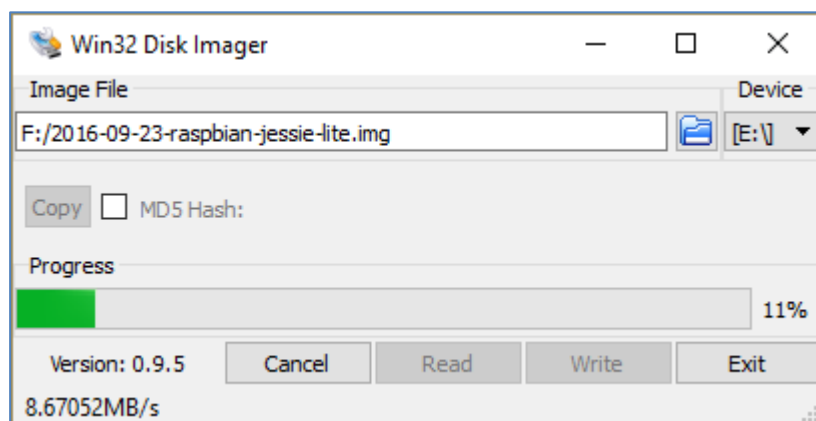 Win32 Disk Imager
Image File
Device
F:/2016-09-23-raspbian-jessie-lite.img
[E:\]
Copy
MD5 Hash:
Progress
11%
Version: 0.9.5
Cancel
Read
Write
Exit
8.67052MB/s